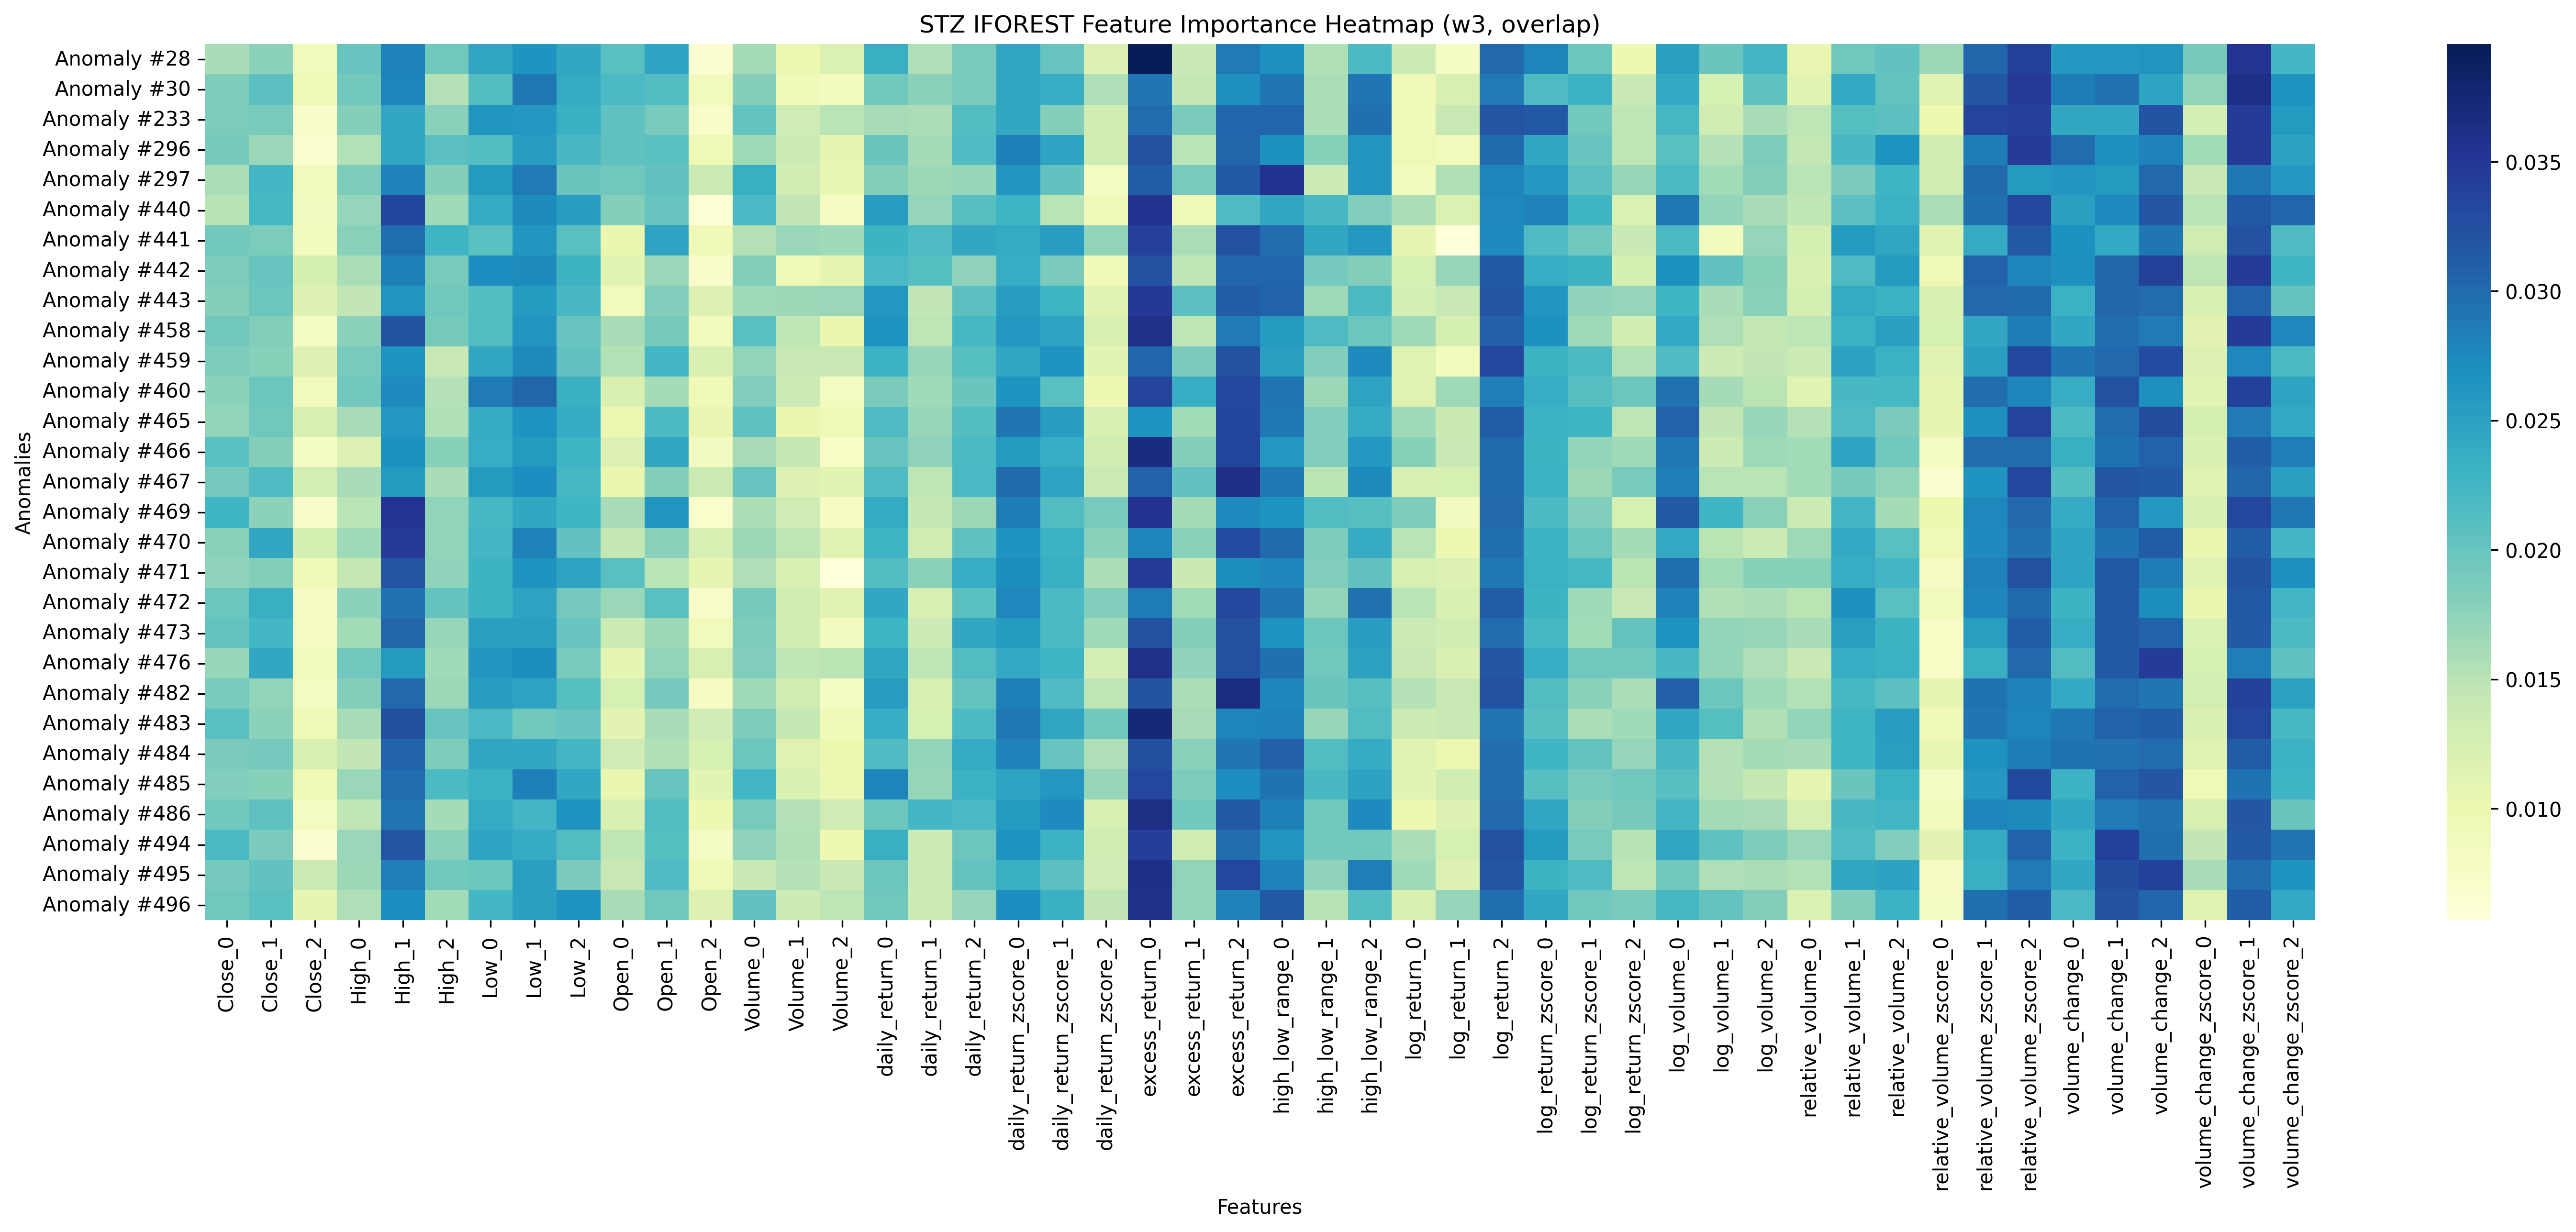 STZ IFOREST Feature Importance Heatmap (w3, overlap)
Anomalies
Anomaly #28
Anomaly #30
Anomaly #233
Anomaly #296
Anomaly #297
Anomaly #440
Anomaly #441
Anomaly #442
Anomaly #443
Anomaly #458
Anomaly #459
Anomaly #460
Anomaly #465
Anomaly #466
Anomaly #467
Anomaly #469
Anomaly #470
Anomaly #471
Anomaly #472
Anomaly #473
Anomaly #476
Anomaly #482
Anomaly #483
Anomaly #484
Anomaly #485
Anomaly #486
Anomaly #494
Anomaly #495
Anomaly #496
Close_0
Close_1
Close_2
High_0
High_1
High_2
Low_0
Low_1
Low_2
Open_0
Open_1
Open_2
Volume_0
Volume_1
Volume_2
daily_return_0
daily_return_1
daily_return_2
daily_return_zscore_0
daily_return_zscore_1
daily_return_zscore_2
excess_return_0
excess_return_1
excess_return_2
high_low_range_0
high_low_range_1
high_low_range_2
log_return_0
log_return_1
log_return_2
log_return_zscore_0
log_return_zscore_1
log_return_zscore_2
log_volume_0
log_volume_1
log_volume_2
relative_volume_0
relative_volume_1
relative_volume_2
relative_volume_zscore_0
relative_volume_zscore_1
relative_volume_zscore_2
volume_change_0
volume_change_1
volume_change_2
volume_change_zscore_0
volume_change_zscore_1
volume_change_zscore_2
Features
0.035
0.030
0.025
0.020
0.015
0.010